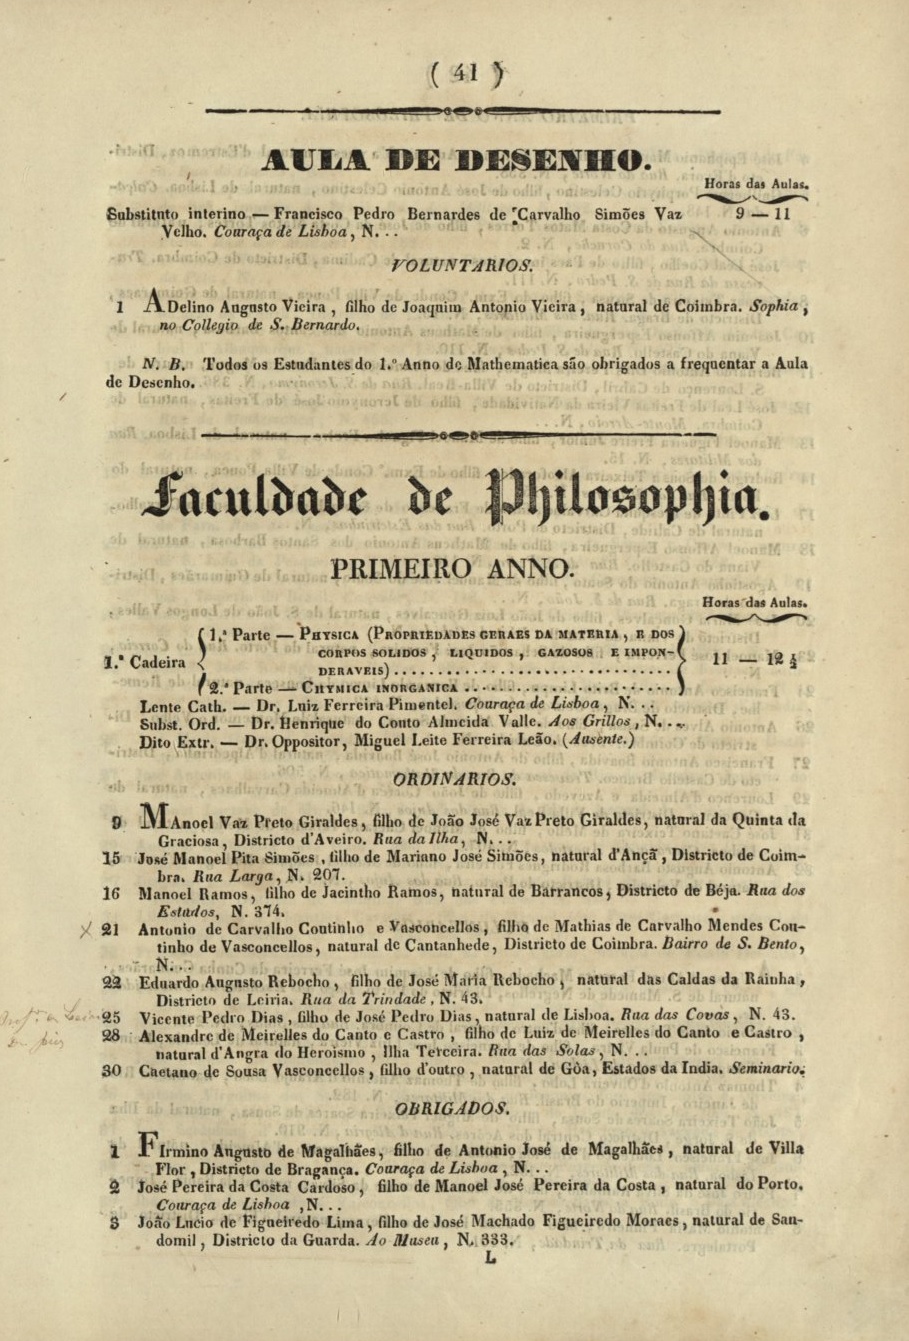 ( 41 )
AULA DE DESENHO.
Horas das Aulas.
Substituto interino — Francisco Pedro Bernardes de Carvalho Simões Vaz 9 — 11
Velho. Couraça de Lisboa, N. . .
VOLUNTARIOS.
1 ADelino Augusto Vieira, filho de Joaquim Antonio Vieira, natural de Coimbra. Sophia,
no Collegio de S. Bernardo.
N. B. Todos os Estudantes do 1.º Anno de Mathematica são obrigados a frequentar a Aula
de Desenho.
Faculdade de Philosophia.
PRIMEIRO ANNO.
Horas das Aulas.
1.ª Parte — PHYSICA (PROPRIEDADES GERAES DA MATERIA, E DOS
CORPOS SOLIDOS, LIQUIDOS, GAZOSOS E IMPON-
1.ª Cadeira 11 — 12 ½
DERAVEIS)
2.ª Parte — CHYMICA INORGANICA
Lente Cath. — Dr. Luiz Ferreira Pimentel. Couraça de Lisboa, N. . .
Subst. Ord. — Dr. Henrique do Couto Almeida Valle. Aos Grillos, N. . .
Dito Extr. — Dr. Oppositor, Miguel Leite Ferreira Leão. (Ausente.)
ORDINARIOS.
9 MAnoel Vaz Preto Giraldes, filho de João José Vaz Preto Giraldes, natural da Quinta da
Graciosa, Districto d'Aveiro. Rua da Ilha, N. . .
15 José Manoel Pita Simões, filho de Mariano José Simões, natural d'Ançã, Districto de Coim-
bra. Rua Larga, N. 207.
16 Manoel Ramos, filho de Jacintho Ramos, natural de Barrancos, Districto de Béja. Rua dos
Estudos, N. 374.
21 Antonio de Carvalho Coutinho e Vasconcellos, filho de Mathias de Carvalho Mendes Cou-
tinho de Vasconcellos, natural de Cantanhede, Districto de Coimbra. Bairro de S. Bento,
N. . .
22 Eduardo Augusto Rebocho, filho de José Maria Rebocho, natural das Caldas da Rainha,
Districto de Leiria. Rua da Trindade, N. 43.
25 Vicente Pedro Dias, filho de José Pedro Dias, natural de Lisboa. Rua das Covas, N. 43.
28 Alexandre de Meirelles do Canto e Castro, filho de Luiz de Meirelles do Canto e Castro,
natural d'Angra do Heroismo, Ilha Terceira. Rua das Solas, N. . .
30 Caetano de Sousa Vasconcellos, filho d'outro, natural de Gôa, Estados da India. Seminario.
OBRIGADOS.
1 FIrmino Augusto de Magalhães, filho de Antonio José de Magalhães, natural de Villa
Flor, Districto de Bragança. Couraça de Lisboa, N. . .
2 José Pereira da Costa Cardoso, filho de Manoel José Pereira da Costa, natural do Porto.
Couraça de Lisboa, N. . .
3 João Lucio de Figueiredo Lima, filho de José Machado Figueiredo Moraes, natural de San-
domil, Districto da Guarda. Ao Museu, N. 333.
L